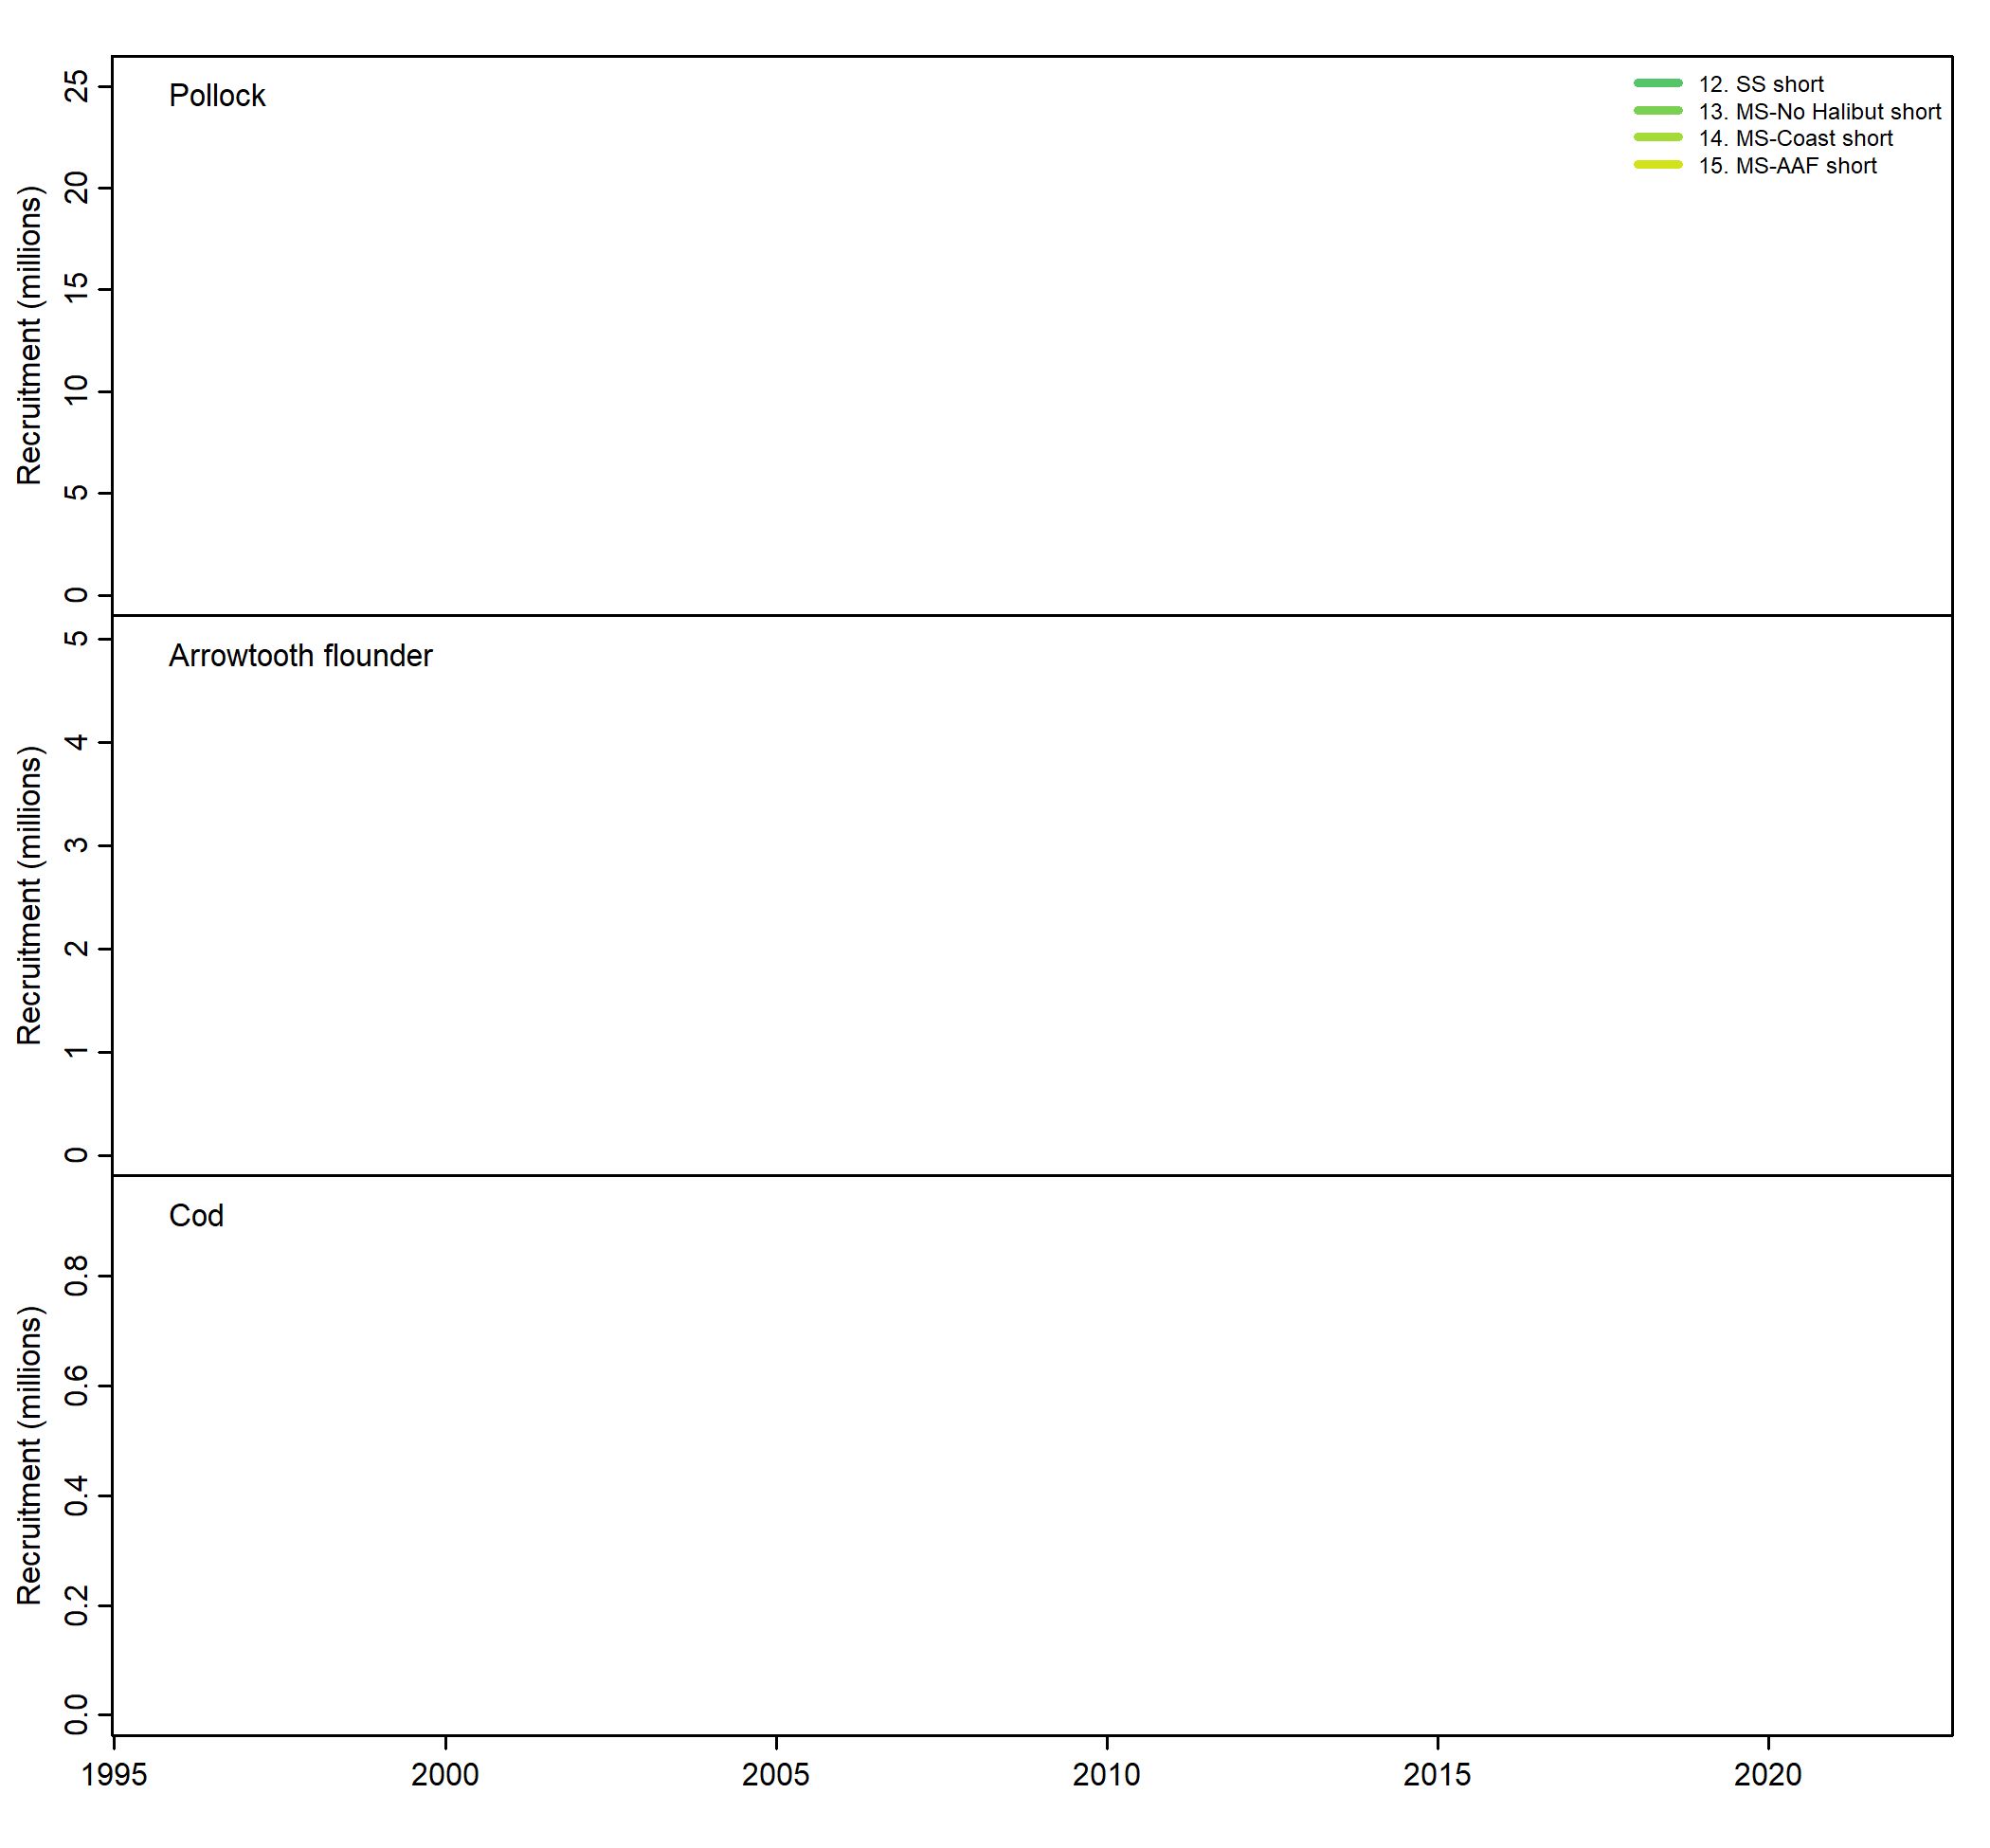 Pollock
12. SS short
13. MS-No Halibut short
14. MS-Coast short
15. MS-AAF short
Recruitment (millions)
25
20
15
10
5
0
Arrowtooth flounder
Recruitment (millions)
5
4
3
2
1
0
Cod
Recruitment (millions)
0.8
0.6
0.4
0.2
0.0
1995 2000 2005 2010 2015 2020